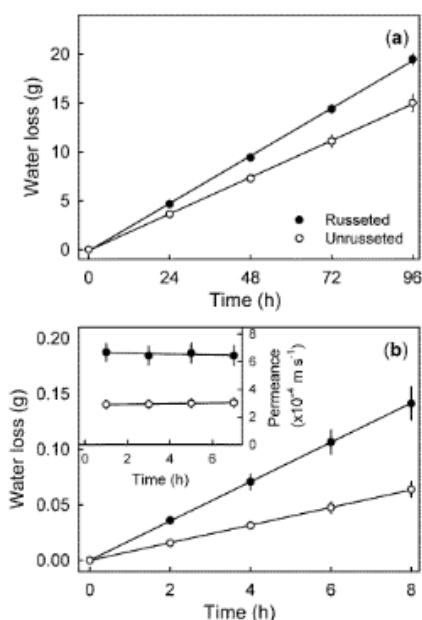 (a)
20
15
10
5
0
Water loss (g)
Russeted
Unrusseted
0 24 48 72 96
Time (h)
(b)
0.20
0.15
0.10
0.05
0.00
Water loss (g)
8
6
4
2
0
Permeance
(x10⁻⁴ m s⁻¹)
0 2 4 6
Time (h)
0 2 4 6 8
Time (h)